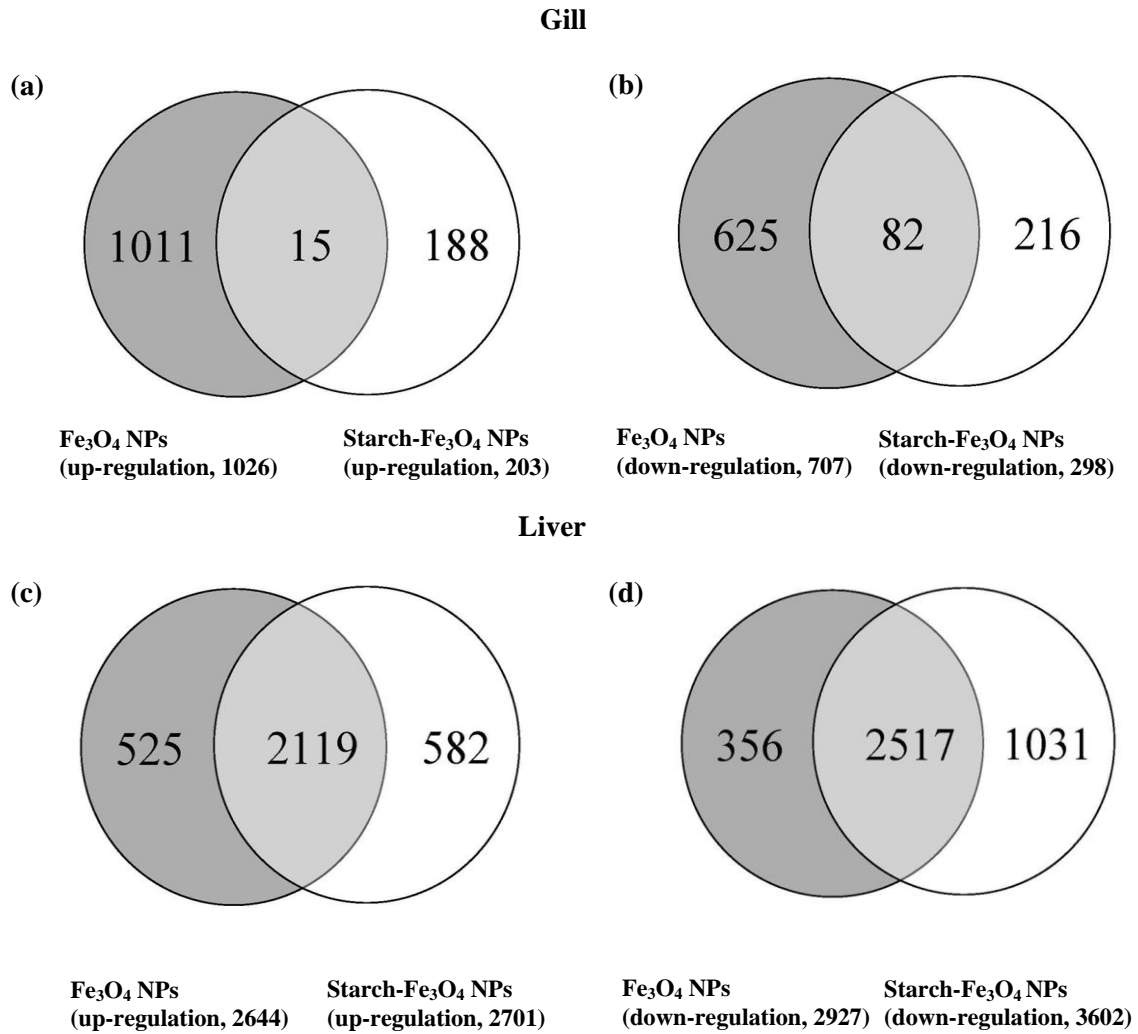 Gill
(a)
(b)
1011 15 188
625 82 216
Fe₃O₄ NPs
(up-regulation, 1026)
Starch-Fe₃O₄ NPs
(up-regulation, 203)
Fe₃O₄ NPs
(down-regulation, 707)
Starch-Fe₃O₄ NPs
(down-regulation, 298)
Liver
(c)
(d)
525 2119 582
356 2517 1031
Fe₃O₄ NPs
(up-regulation, 2644)
Starch-Fe₃O₄ NPs
(up-regulation, 2701)
Fe₃O₄ NPs
(down-regulation, 2927)
Starch-Fe₃O₄ NPs
(down-regulation, 3602)